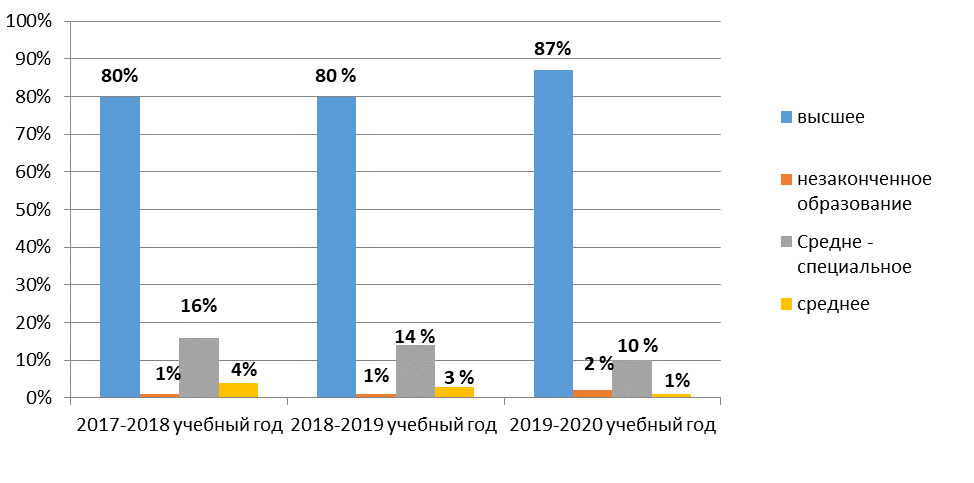 100%
90%
80%
70%
60%
50%
40%
30%
20%
10%
0%
80%
1%
16%
4%
80 %
1%
14 %
3 %
87%
2 %
10 %
1%
2017-2018 учебный год
2018-2019 учебный год
2019-2020 учебный год
высшее
незаконченное
образование
Средне -
специальное
среднее